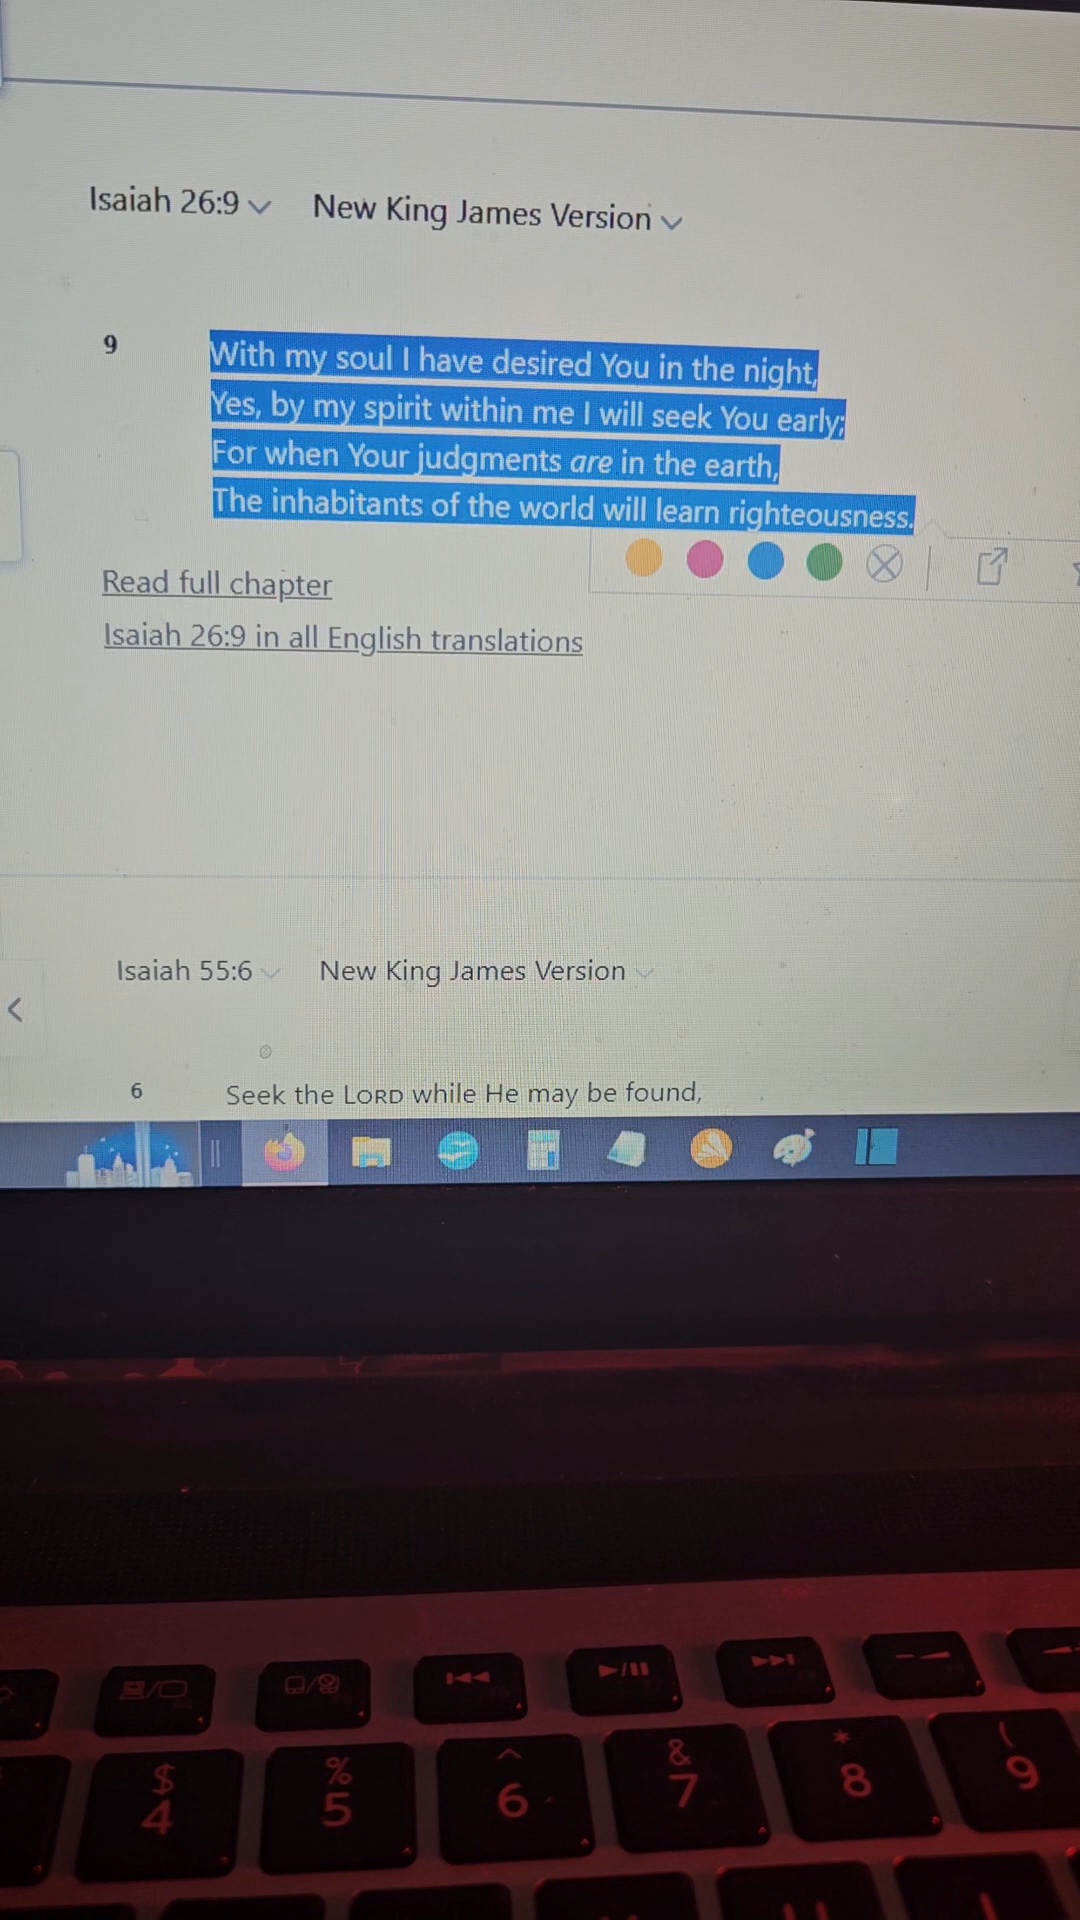 Isaiah 26:9 New King James Version
9 With my soul I have desired You in the night,
Yes, by my spirit within me I will seek You early;
For when Your judgments are in the earth,
The inhabitants of the world will learn righteousness.
Read full chapter
Isaiah 26:9 in all English translations
Isaiah 55:6 New King James Version
6 Seek the LORD while He may be found,
$ % ^ & * (
4 5 6 7 8 9